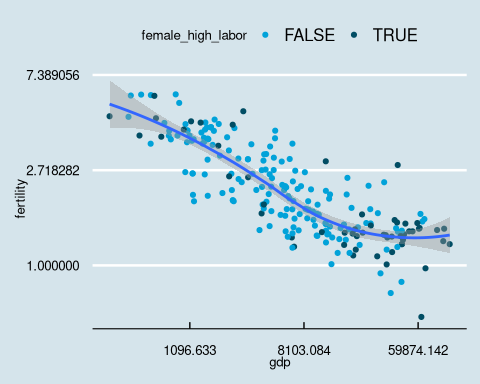 female_high_labor FALSE TRUE
7.389056
2.718282
1.000000
fertility
1096.633 8103.084 59874.142
gdp